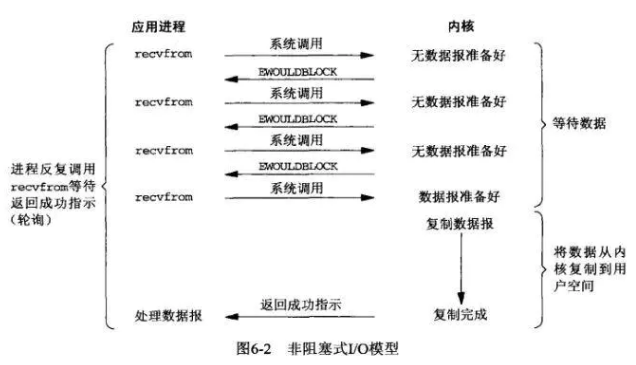 应用进程
内核
recvfrom
系统调用
无数据报准备好
EWOULDBLOCK
recvfrom
系统调用
无数据报准备好
EWOULDBLOCK
recvfrom
系统调用
无数据报准备好
EWOULDBLOCK
recvfrom
系统调用
数据报准备好
等待数据
进程反复调用
recvfrom等待
返回成功指示
(轮询)
复制数据报
将数据从内
核复制到用
户空间
处理数据报
返回成功指示
复制完成
图6-2 非阻塞式I/O模型